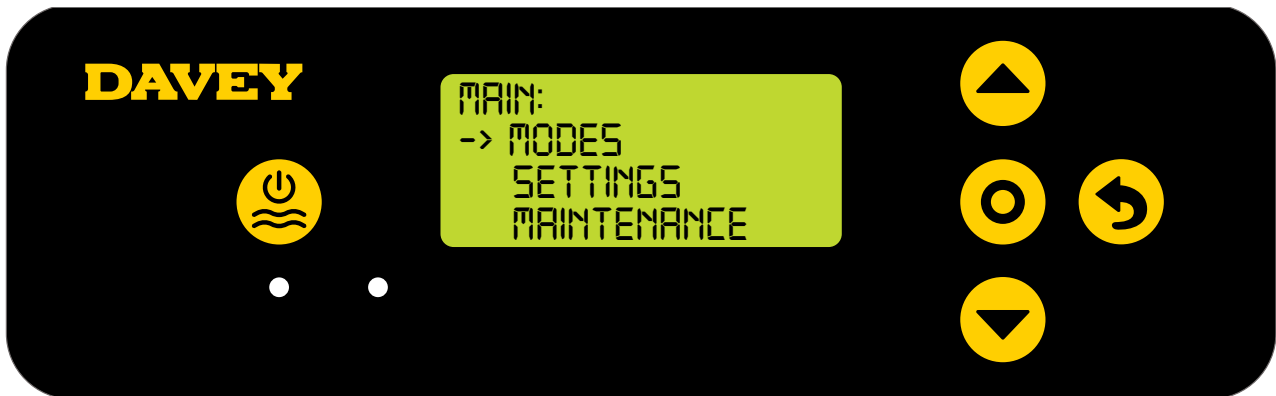 DAVEY
MAIN:
-> MODES
SETTINGS
MAINTENANCE